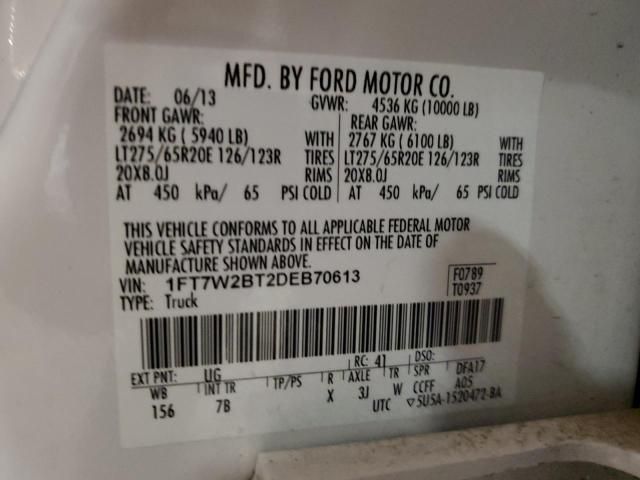 MFD. BY FORD MOTOR CO.
DATE: 06/13 GVWR: 4536 KG (10000 LB)
FRONT GAWR: REAR GAWR:
2694 KG ( 5940 LB) WITH 2767 KG ( 6100 LB) WITH
LT275/65R20E 126/123R TIRES LT275/65R20E 126/123R TIRES
20X8.0J RIMS 20X8.0J RIMS
AT 450 kPa/ 65 PSI COLD AT 450 kPa/ 65 PSI COLD
THIS VEHICLE CONFORMS TO ALL APPLICABLE FEDERAL MOTOR
VEHICLE SAFETY STANDARDS IN EFFECT ON THE DATE OF
MANUFACTURE SHOWN ABOVE.
VIN: 1FT7W2BT2DEB70613 F0789
TYPE: Truck T0937
EXT PNT: UG RC: 41 DSO:
WB INT TR TP/PS R AXLE TR SPR DFA17
156 7B X 3J W CCFF A05
UTC ▽5U5A-1520472-BA